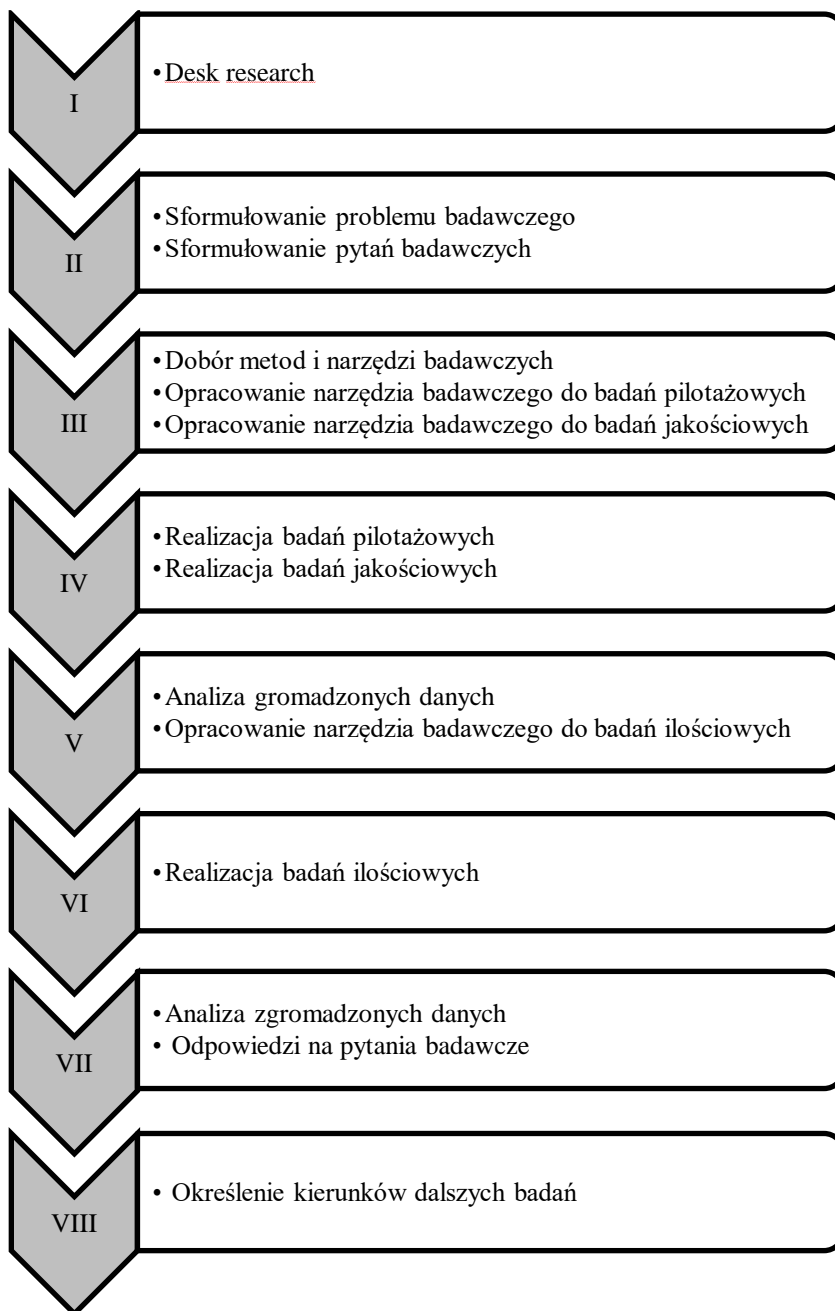 I
•Desk research
II
•Sformułowanie problemu badawczego
•Sformułowanie pytań badawczych
III
•Dobór metod i narzędzi badawczych
•Opracowanie narzędzia badawczego do badań pilotażowych
•Opracowanie narzędzia badawczego do badań jakościowych
IV
•Realizacja badań pilotażowych
•Realizacja badań jakościowych
V
•Analiza gromadzonych danych
•Opracowanie narzędzia badawczego do badań ilościowych
VI
•Realizacja badań ilościowych
VII
•Analiza zgromadzonych danych
• Odpowiedzi na pytania badawcze
VIII
• Określenie kierunków dalszych badań